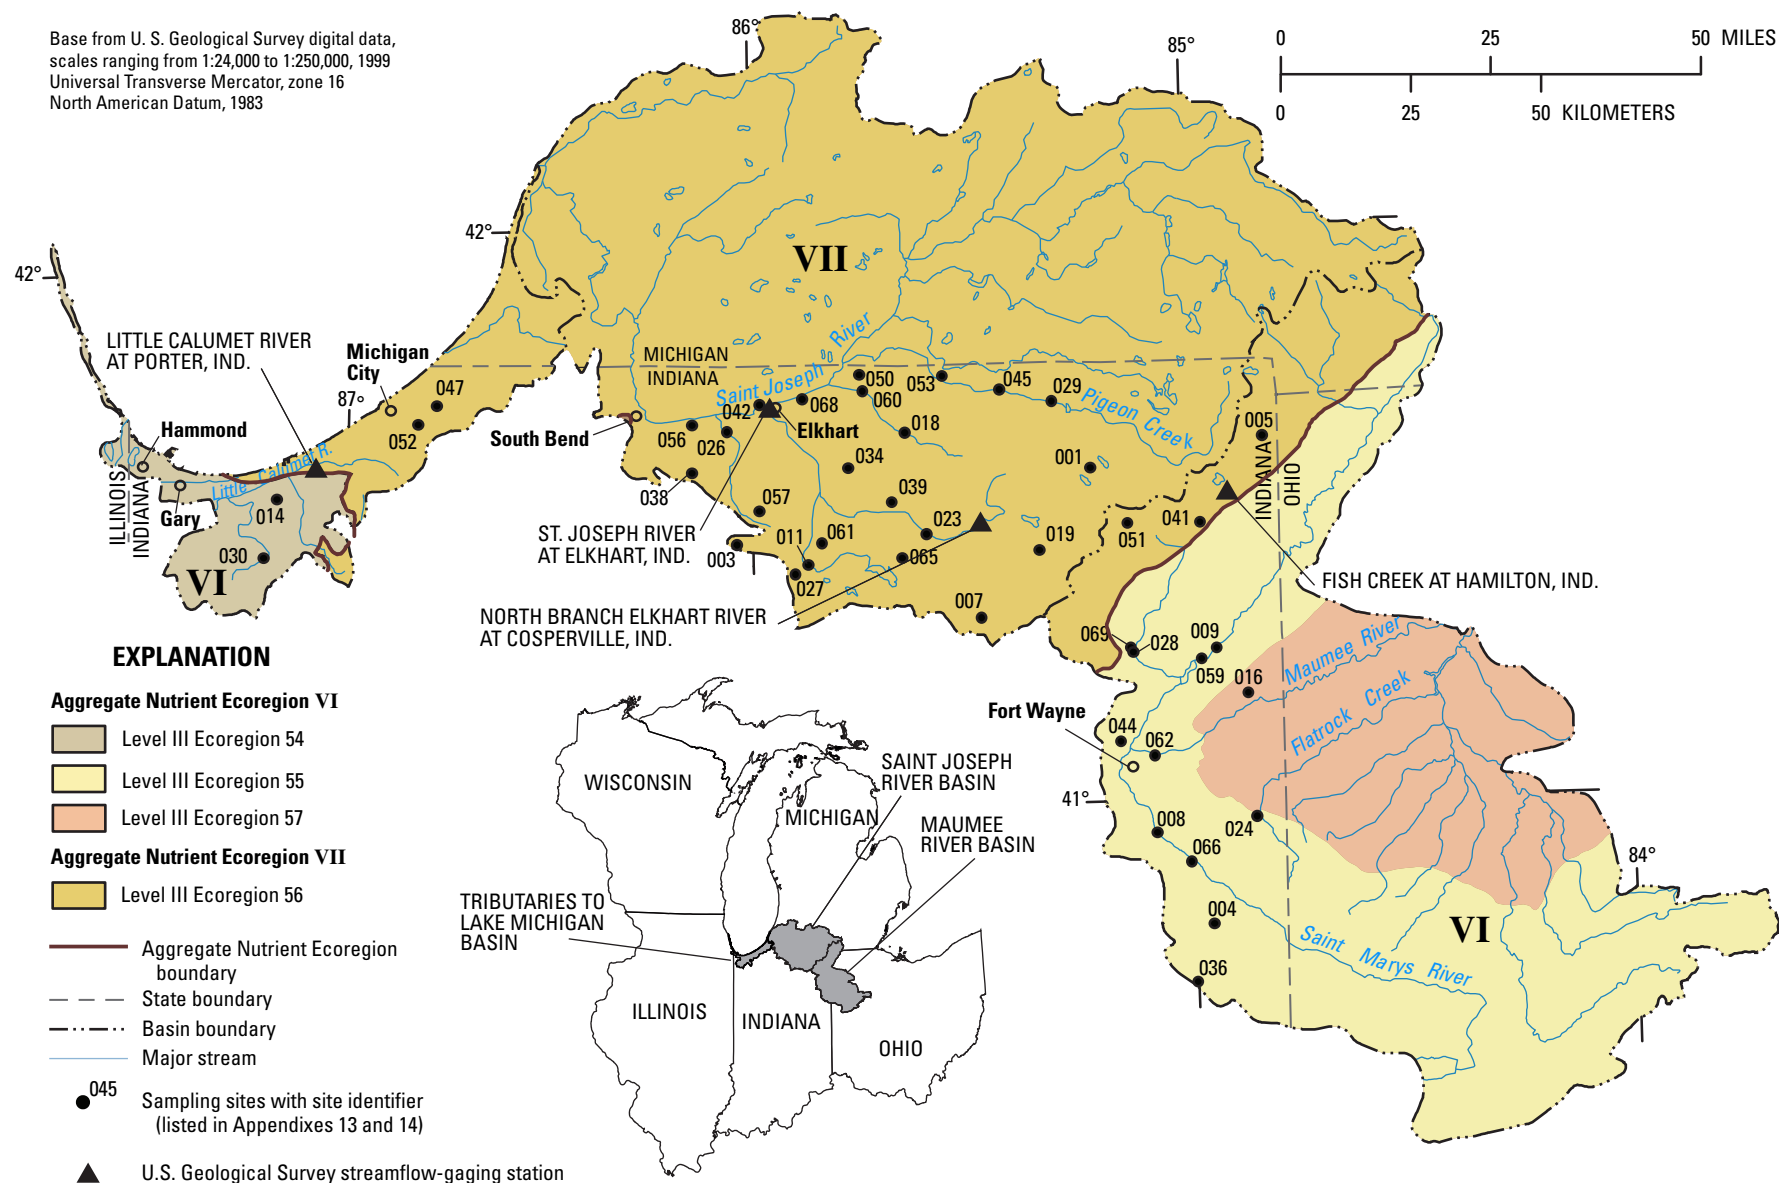 Base from U. S. Geological Survey digital data,
scales ranging from 1:24,000 to 1:250,000, 1999
Universal Transverse Mercator, zone 16
North American Datum, 1983
86°
85°
0 25 50 MILES
0 25 50 KILOMETERS
42°
42°
VII
LITTLE CALUMET RIVER
AT PORTER, IND.
Michigan
City
047
87°
052
Hammond
Gary
ILLINOIS
INDIANA
Little Calumet R.
014
030
VI
MICHIGAN
INDIANA
Saint Joseph River
South Bend
042
Elkhart
056
026
038
068
050
060
053
045
029
Pigeon Creek
018
034
001
005
INDIANA
OHIO
057
039
023
003
011
061
065
027
019
051
041
007
ST. JOSEPH RIVER
AT ELKHART, IND.
NORTH BRANCH ELKHART RIVER
AT COSPERVILLE, IND.
FISH CREEK AT HAMILTON, IND.
069
028
009
059
016
Maumee River
Flatrock Creek
Fort Wayne
044
062
41°
008
024
066
004
036
Saint Marys River
VI
84°
EXPLANATION
Aggregate Nutrient Ecoregion VI
Level III Ecoregion 54
Level III Ecoregion 55
Level III Ecoregion 57
Aggregate Nutrient Ecoregion VII
Level III Ecoregion 56
Aggregate Nutrient Ecoregion
boundary
State boundary
Basin boundary
Major stream
045
Sampling sites with site identifier
(listed in Appendixes 13 and 14)
U.S. Geological Survey streamflow-gaging station
WISCONSIN
MICHIGAN
SAINT JOSEPH
RIVER BASIN
MAUMEE
RIVER BASIN
TRIBUTARIES TO
LAKE MICHIGAN
BASIN
ILLINOIS
INDIANA
OHIO